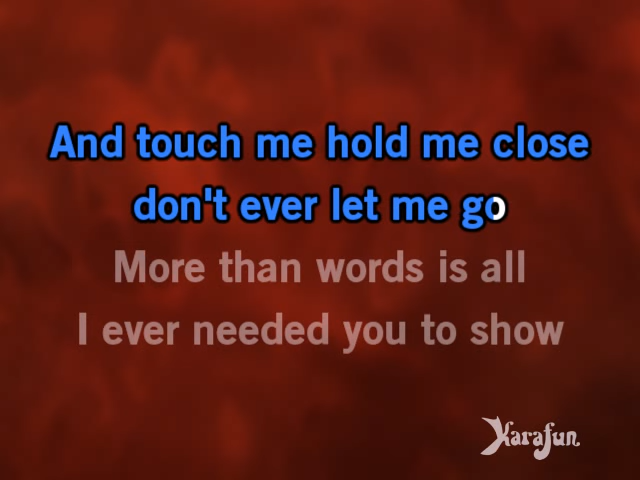 And touch me hold me close
don't ever let me go
More than words is all
I ever needed you to show
Karafun